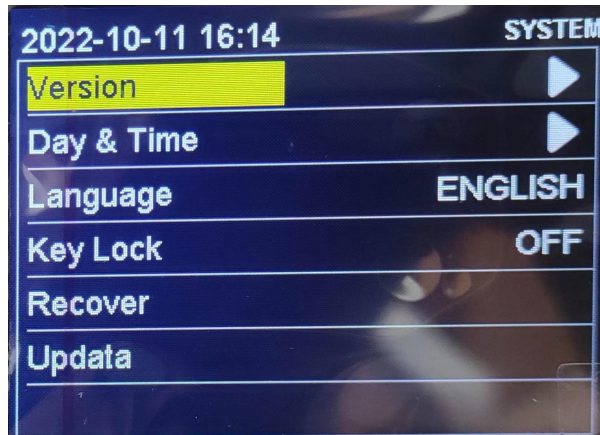 2022-10-11 16:14 SYSTEM
Version
Day & Time
Language ENGLISH
Key Lock OFF
Recover
Updata